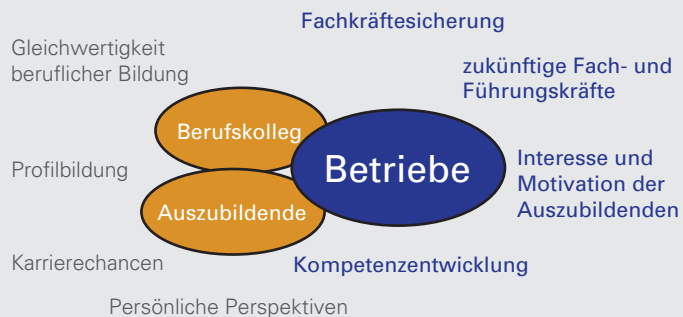 Fachkräftesicherung
Gleichwertigkeit
beruflicher Bildung
zukünftige Fach- und
Führungskräfte
Berufskolleg
Betriebe
Interesse und
Motivation der
Auszubildenden
Profilbildung
Auszubildende
Karrierechancen
Kompetenzentwicklung
Persönliche Perspektiven